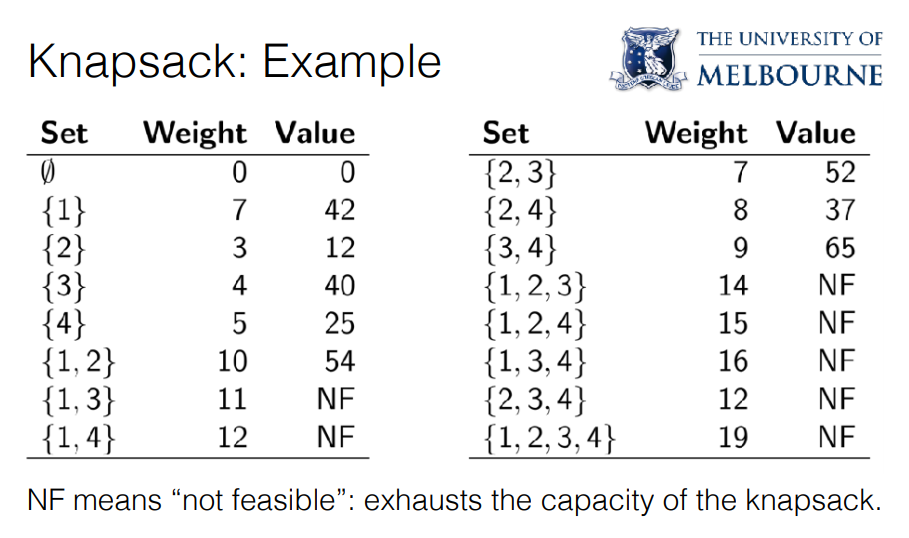 Knapsack: Example
THE UNIVERSITY OF
MELBOURNE
Set Weight Value
∅ 0 0
{1} 7 42
{2} 3 12
{3} 4 40
{4} 5 25
{1, 2} 10 54
{1, 3} 11 NF
{1, 4} 12 NF
Set Weight Value
{2, 3} 7 52
{2, 4} 8 37
{3, 4} 9 65
{1, 2, 3} 14 NF
{1, 2, 4} 15 NF
{1, 3, 4} 16 NF
{2, 3, 4} 12 NF
{1, 2, 3, 4} 19 NF
NF means “not feasible”: exhausts the capacity of the knapsack.